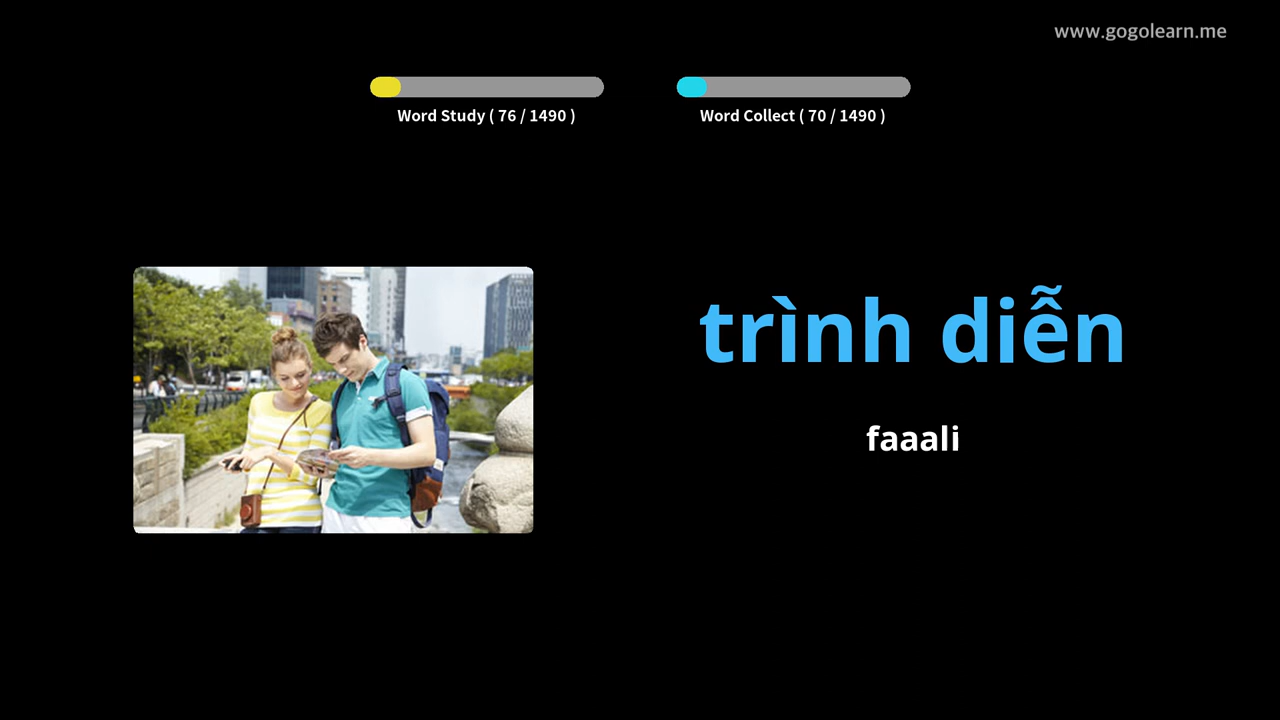 www.gogolearn.me
Word Study ( 76 / 1490 )
Word Collect ( 70 / 1490 )
trình diễn
faaali